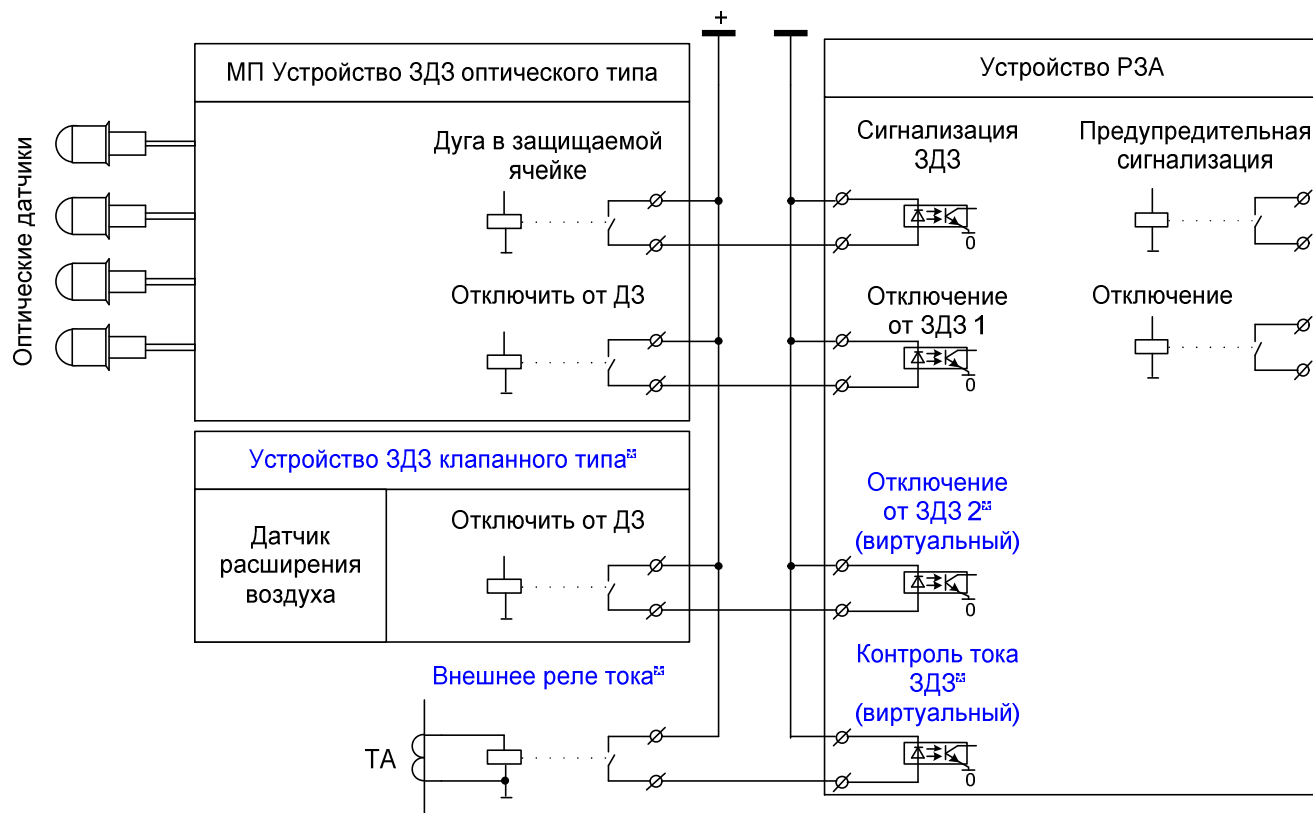 +
МП Устройство ЗДЗ оптического типа
Устройство РЗА
Оптические датчики
Дуга в защищаемой
ячейке
Сигнализация
ЗДЗ
Предупредительная
сигнализация
0
Отключить от ДЗ
Отключение
от ЗДЗ 1
Отключение
0
Устройство ЗДЗ клапанного типа
Датчик
расширения
воздуха
Отключить от ДЗ
Отключение
от ЗДЗ 2
(виртуальный)
0
Внешнее реле тока
Контроль тока
ЗДЗ
(виртуальный)
ТА
0